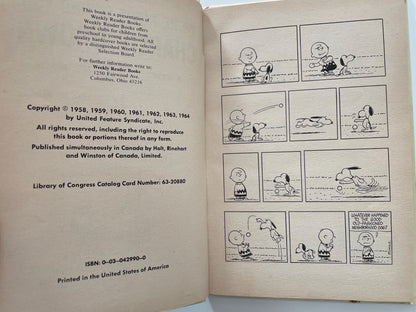 This book is a presentation of
Weekly Reader Books.
Weekly Reader Books offers
book clubs for children from
preschool to young adulthood. All
quality hardcover books are selected
by a distinguished Weekly Reader
Selection Board.
For further information write to:
Weekly Reader Books
1250 Fairwood Ave.
Columbus, Ohio 43216
Copyright © 1958, 1959, 1960, 1961, 1962, 1963, 1964
by United Feature Syndicate, Inc.
All rights reserved, including the right to reproduce
this book or portions thereof in any form.
Published simultaneously in Canada by Holt, Rinehart
and Winston of Canada, Limited.
Library of Congress Catalog Card Number: 63-20880
ISBN: 0-03-042990-0
Printed in the United States of America
WHATEVER HAPPENED
TO THE GOOD
OLD-FASHIONED
NEIGHBORHOOD DOG?